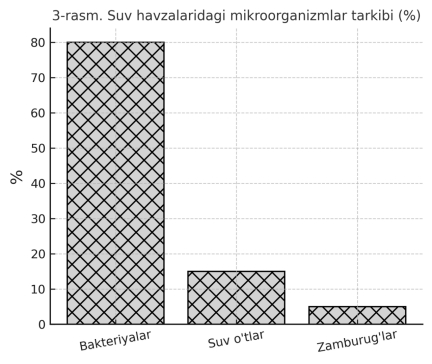 3-rasm. Suv havzalaridagi mikroorganizmlar tarkibi (%)
80
70
60
50
40
30
20
10
0
%
Bakteriyalar
Suv o'tlar
Zamburug'lar